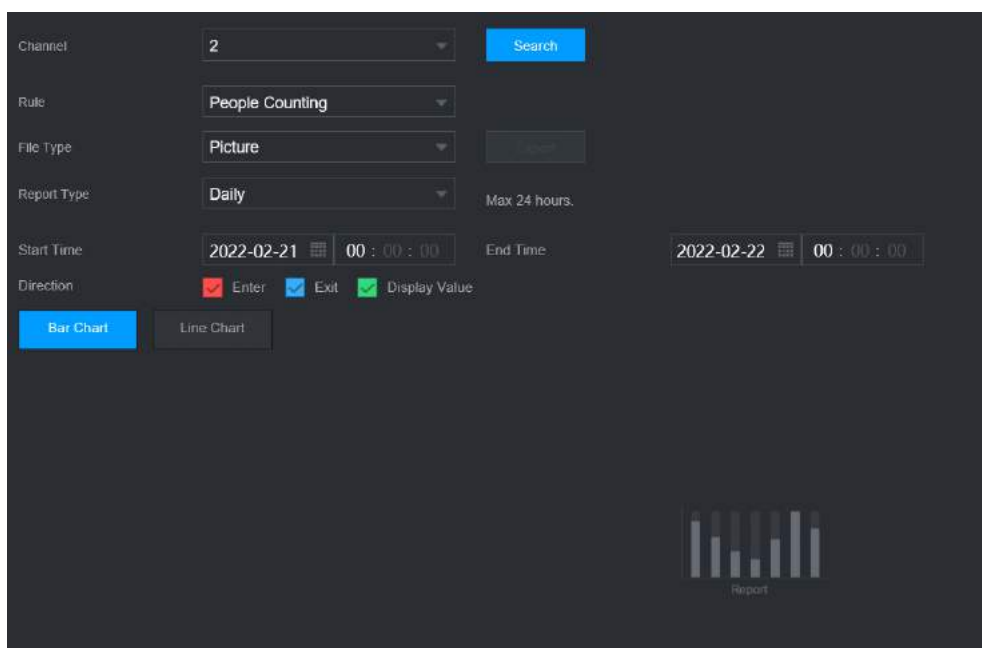 Channel 2 Search
Rule People Counting
File Type Picture Export
Report Type Daily Max 24 hours.
Start Time 2022-02-21 00 : 00 : 00 End Time 2022-02-22 00 : 00 : 00
Direction Enter Exit Display Value
Bar Chart Line Chart
Report